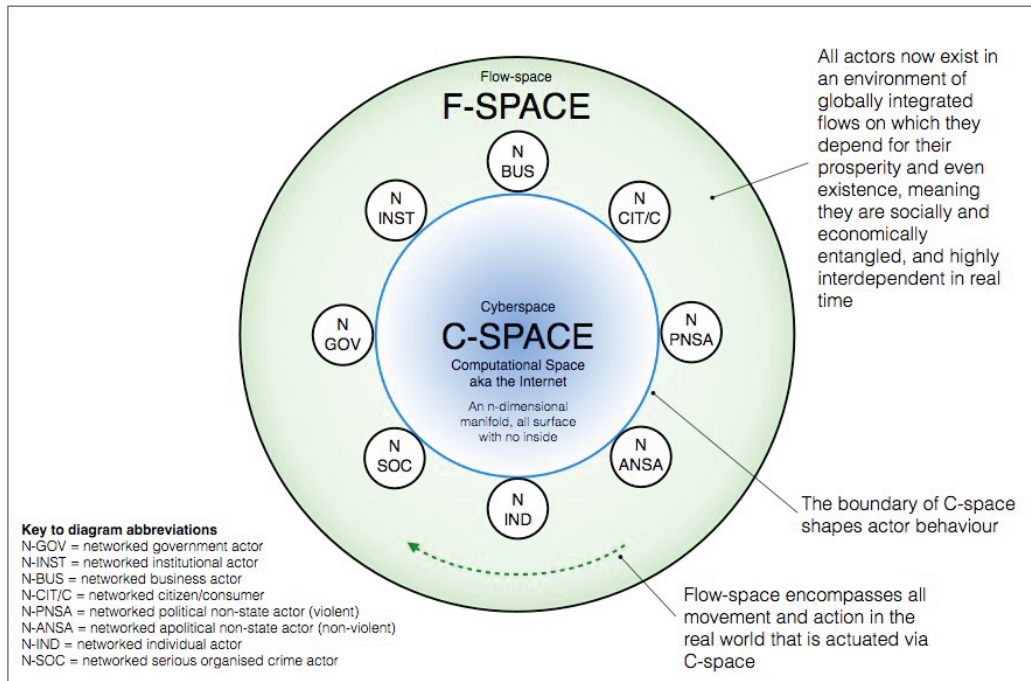 Flow-space
F-SPACE
N
BUS
N
INST
N
CIT/C
N
GOV
N
PNSA
N
SOC
N
ANSA
N
IND
Cyberspace
C-SPACE
Computational Space
aka the Internet
An n-dimensional
manifold, all surface
with no inside
All actors now exist in
an environment of
globally integrated
flows on which they
depend for their
prosperity and even
existence, meaning
they are socially and
economically
entangled, and highly
interdependent in real
time
The boundary of C-space
shapes actor behaviour
Flow-space encompasses all
movement and action in the
real world that is actuated via
C-space
Key to diagram abbreviations
N-GOV = networked government actor
N-INST = networked institutional actor
N-BUS = networked business actor
N-CIT/C = networked citizen/consumer
N-PNSA = networked political non-state actor (violent)
N-ANSA = networked apolitical non-state actor (non-violent)
N-IND = networked individual actor
N-SOC = networked serious organised crime actor